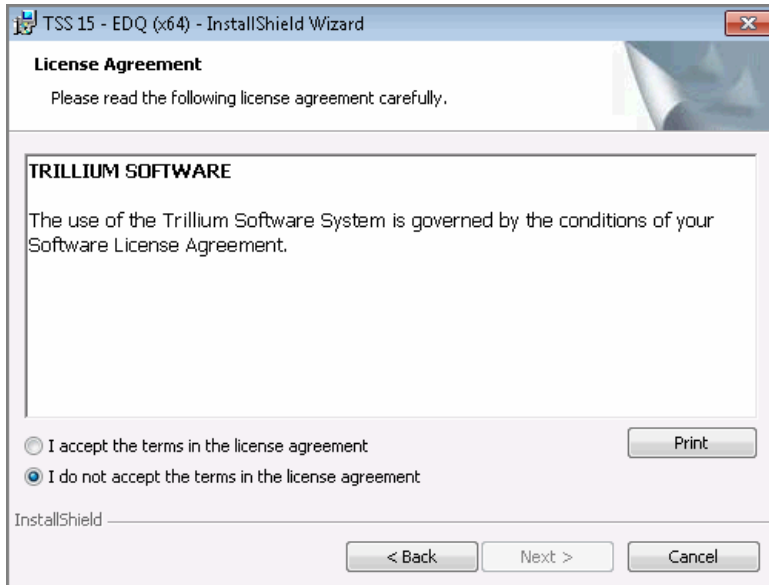 TSS 15 - EDQ (x64) - InstallShield Wizard
License Agreement
Please read the following license agreement carefully.
TRILLIUM SOFTWARE
The use of the Trillium Software System is governed by the conditions of your
Software License Agreement.
I accept the terms in the license agreement
Print
I do not accept the terms in the license agreement
InstallShield
< Back
Next >
Cancel